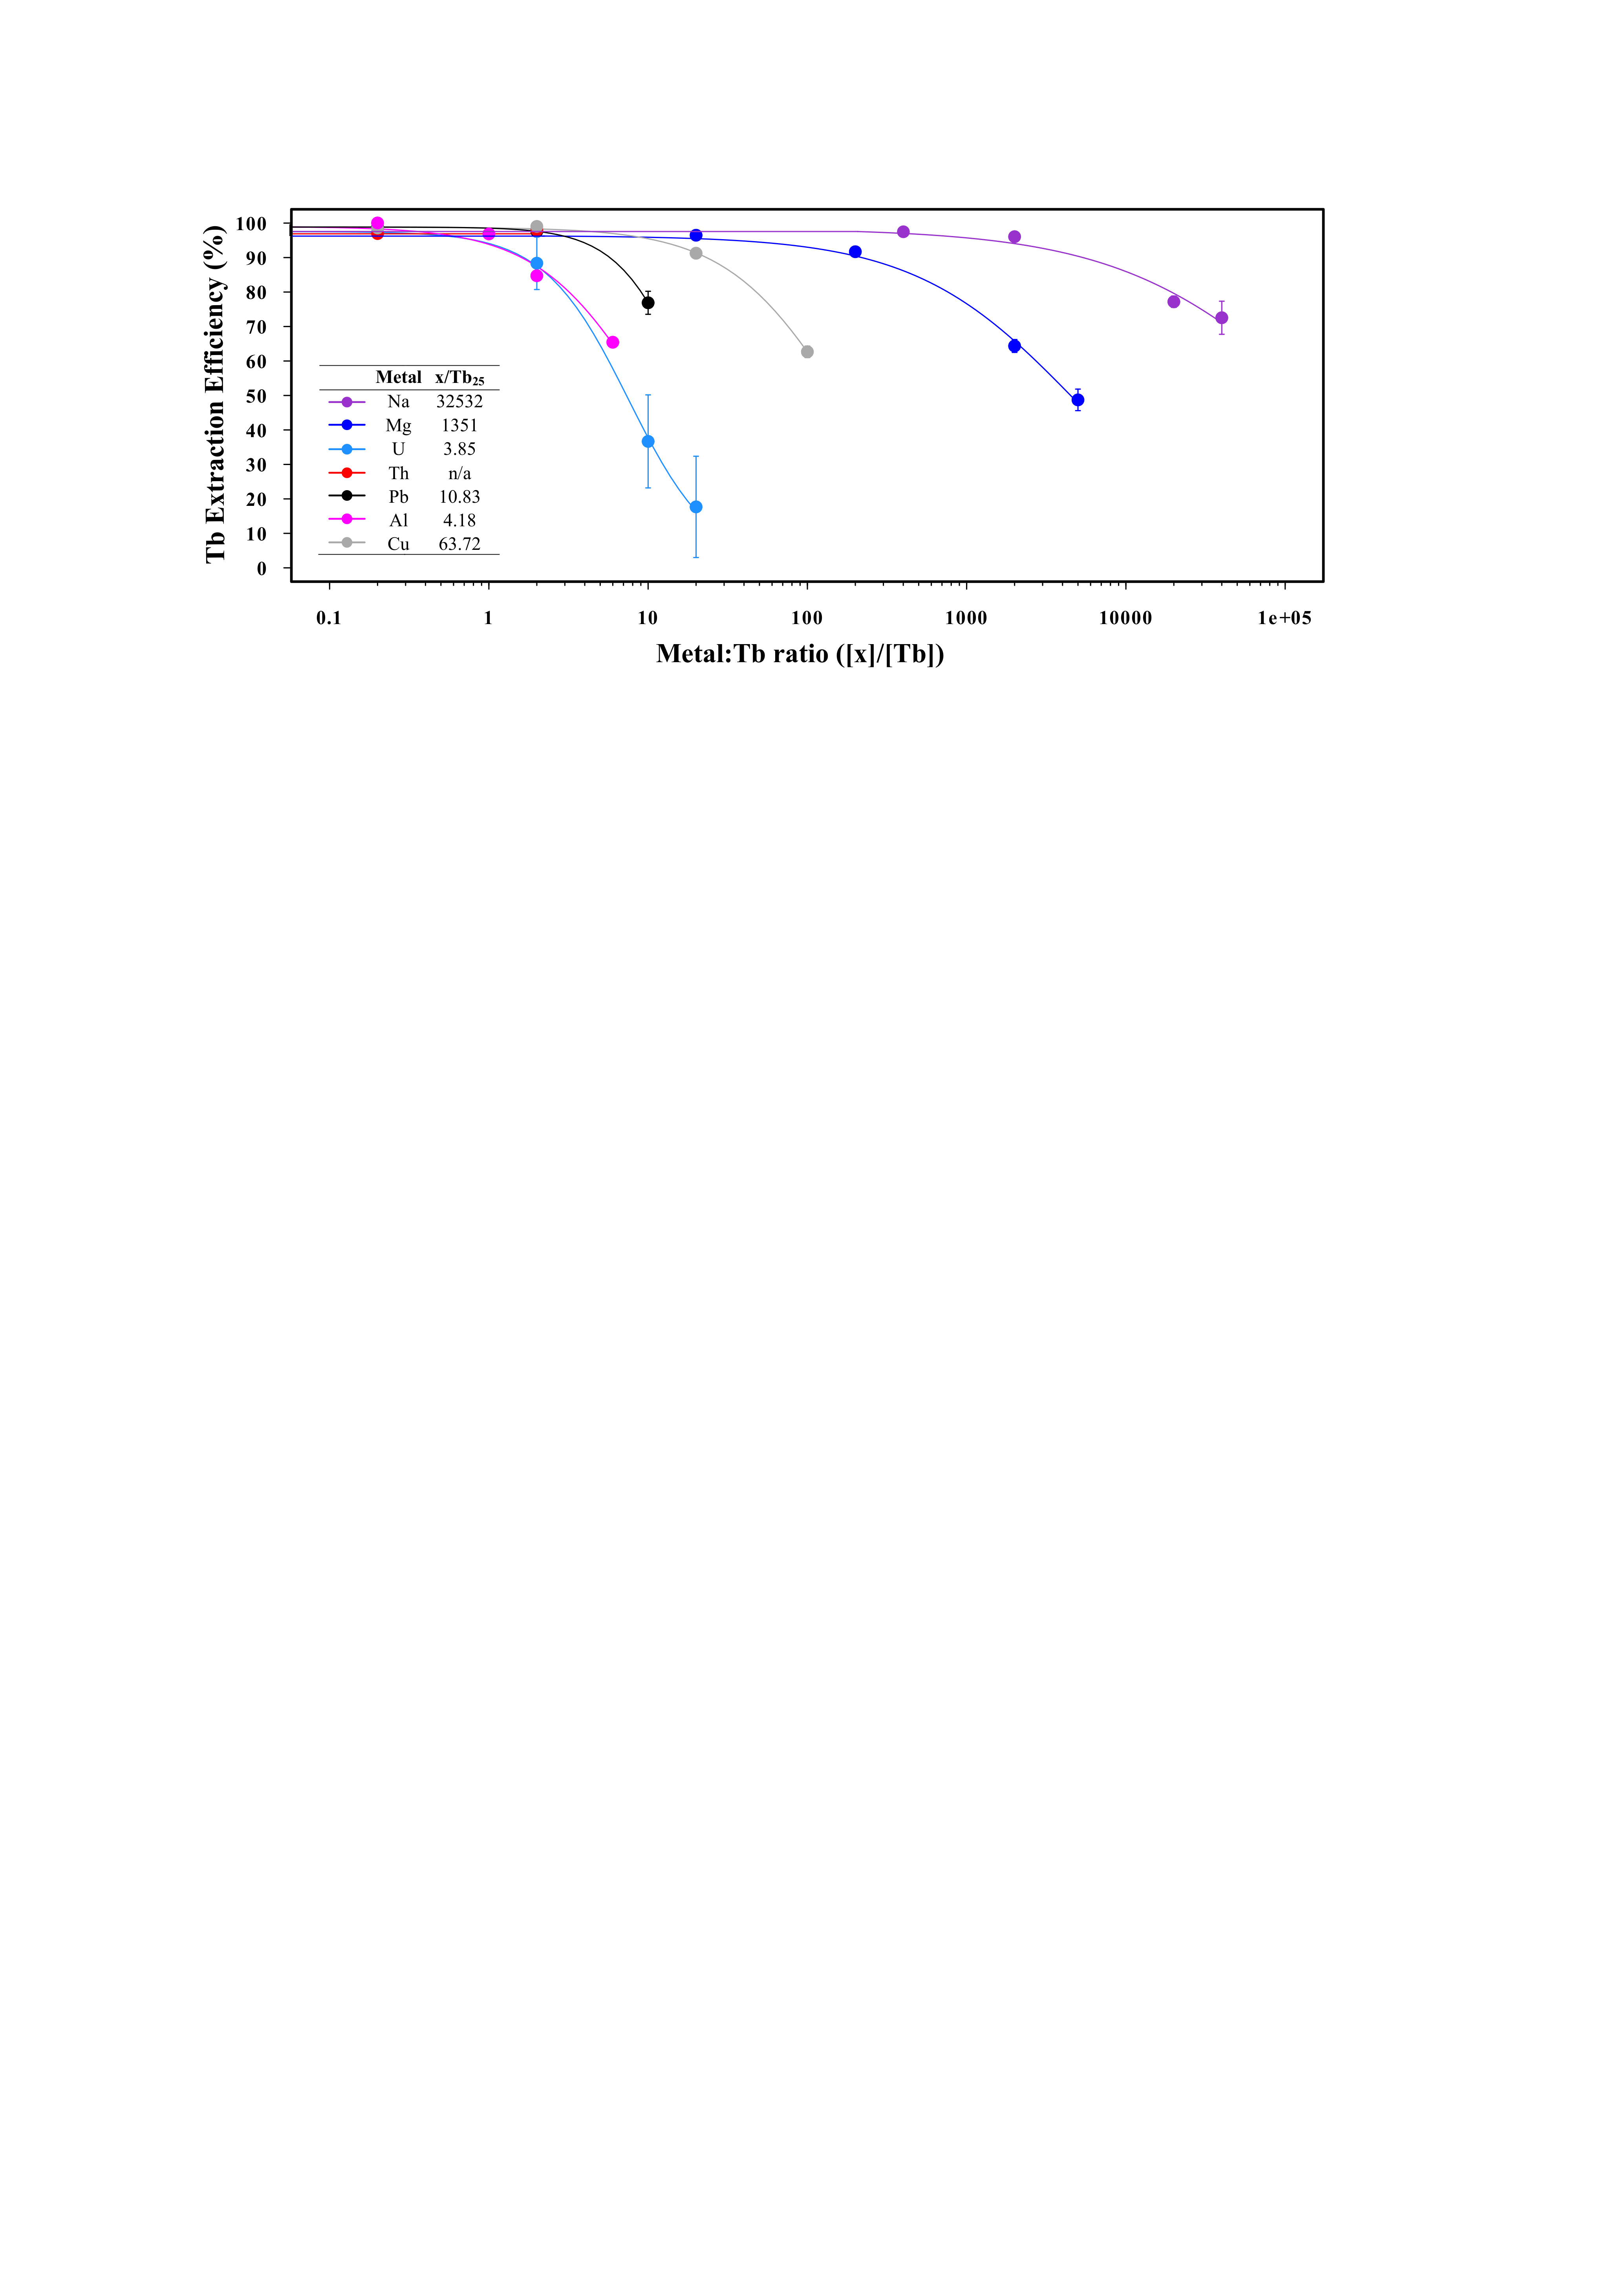 Tb Extraction Efficiency (%)
100
90
80
70
60
50
40
30
20
10
0
Metal x/Tb25
Na 32532
Mg 1351
U 3.85
Th n/a
Pb 10.83
Al 4.18
Cu 63.72
0.1 1 10 100 1000 10000 1e+05
Metal:Tb ratio ([x]/[Tb])